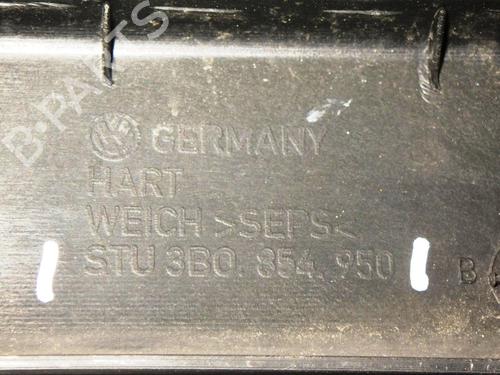 B-PARTS
GERMANY
HART
WEICH >SEPS<
STU 3B0. 854. 950
B